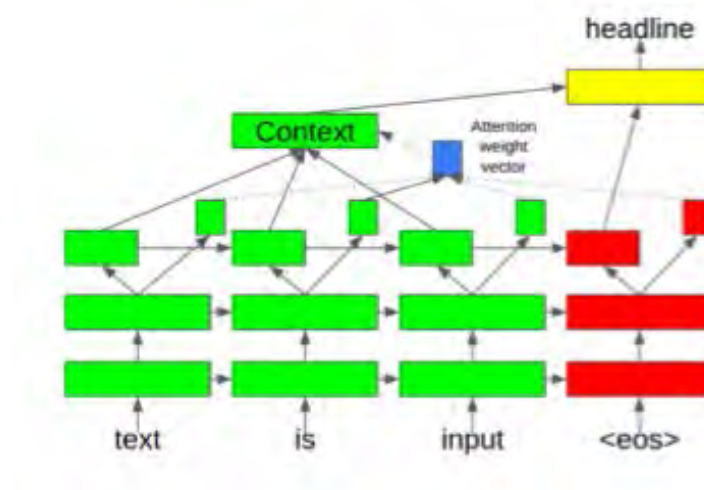 headline
Context
Attention
weight
vector
text is input <eos>